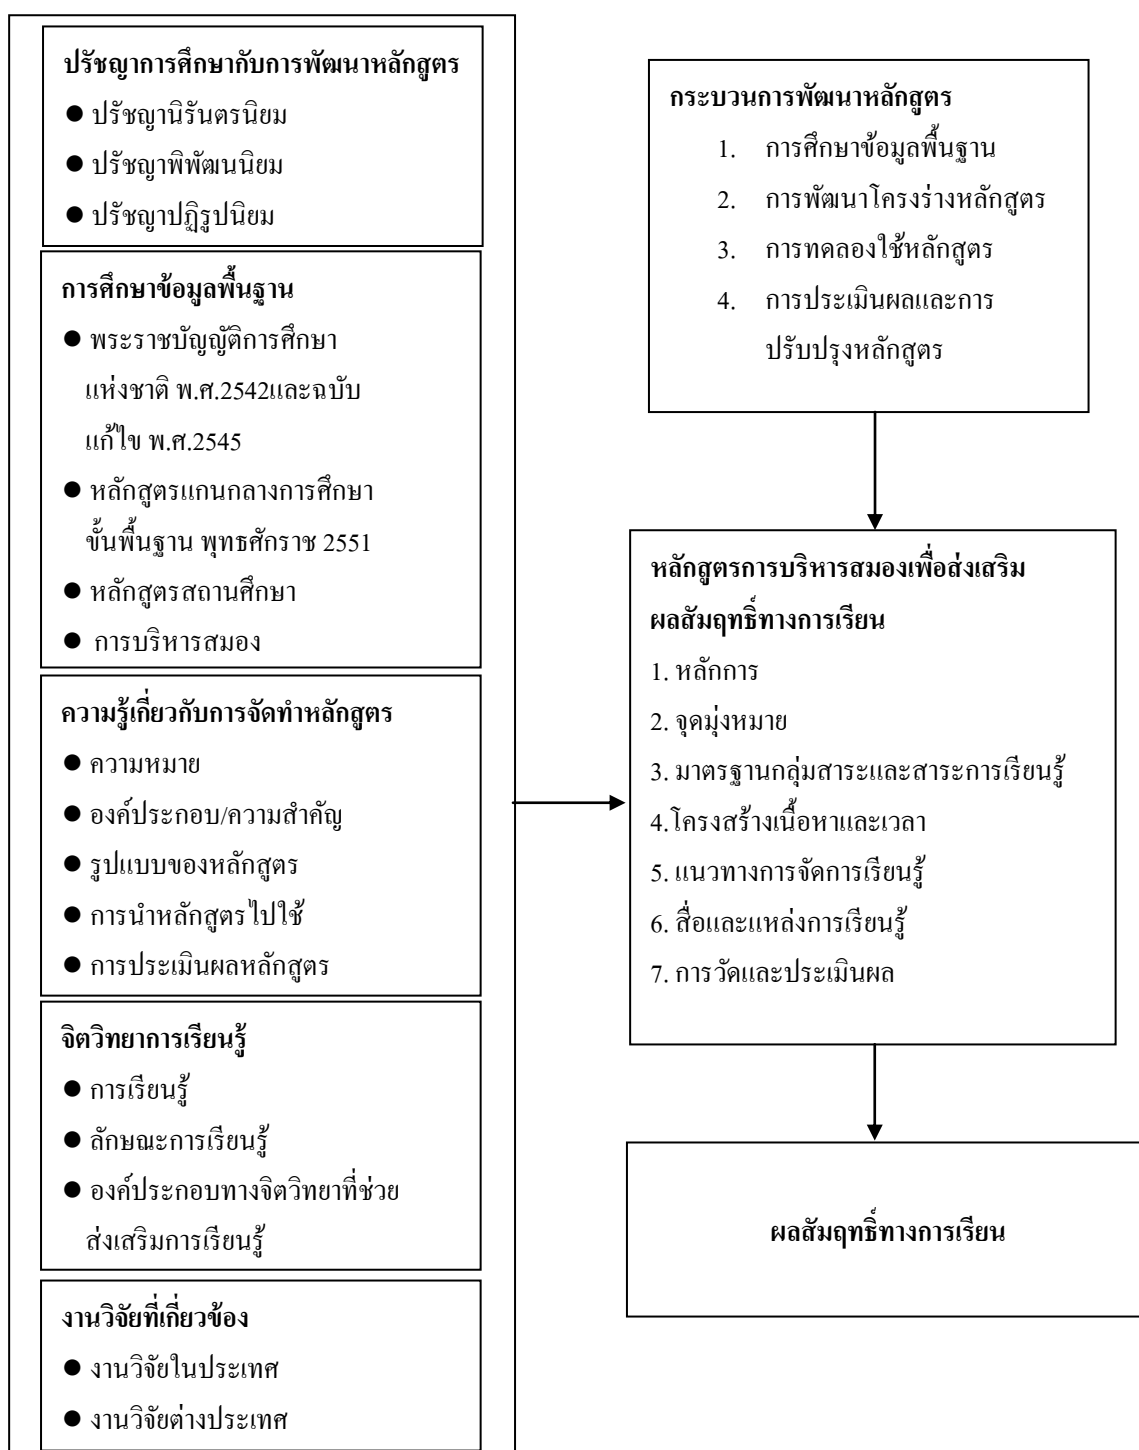 ปรัชญาการศึกษากับการพัฒนาหลักสูตร
● ปรัชญานิรันตรนิยม
● ปรัชญาพิพัฒนนิยม
● ปรัชญาปฏิรูปนิยม
การศึกษาข้อมูลพื้นฐาน
● พระราชบัญญัติการศึกษา
แห่งชาติ พ.ศ.2542และฉบับ
แก้ไข พ.ศ.2545
● หลักสูตรแกนกลางการศึกษา
ขั้นพื้นฐาน พุทธศักราช 2551
● หลักสูตรสถานศึกษา
● การบริหารสมอง
ความรู้เกี่ยวกับการจัดทำหลักสูตร
● ความหมาย
● องค์ประกอบ/ความสำคัญ
● รูปแบบของหลักสูตร
● การนำหลักสูตรไปใช้
● การประเมินผลหลักสูตร
จิตวิทยาการเรียนรู้
● การเรียนรู้
● ลักษณะการเรียนรู้
● องค์ประกอบทางจิตวิทยาที่ช่วย
ส่งเสริมการเรียนรู้
งานวิจัยที่เกี่ยวข้อง
● งานวิจัยในประเทศ
● งานวิจัยต่างประเทศ
กระบวนการพัฒนาหลักสูตร
1. การศึกษาข้อมูลพื้นฐาน
2. การพัฒนาโครงร่างหลักสูตร
3. การทดลองใช้หลักสูตร
4. การประเมินผลและการ
ปรับปรุงหลักสูตร
หลักสูตรการบริหารสมองเพื่อส่งเสริม
ผลสัมฤทธิ์ทางการเรียน
1. หลักการ
2. จุดมุ่งหมาย
3. มาตรฐานกลุ่มสาระและสาระการเรียนรู้
4.โครงสร้างเนื้อหาและเวลา
5. แนวทางการจัดการเรียนรู้
6. สื่อและแหล่งการเรียนรู้
7. การวัดและประเมินผล
ผลสัมฤทธิ์ทางการเรียน